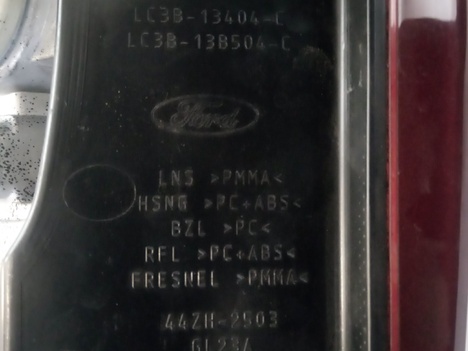 LC3B-13404-C
LC3B-13B504-C
Ford
LNS >PMMA<
HSNG >PC+ABS<
BZL >PC<
RFL >PC+ABS<
FRESNEL >PMMA<
44ZH-2503
GL23A